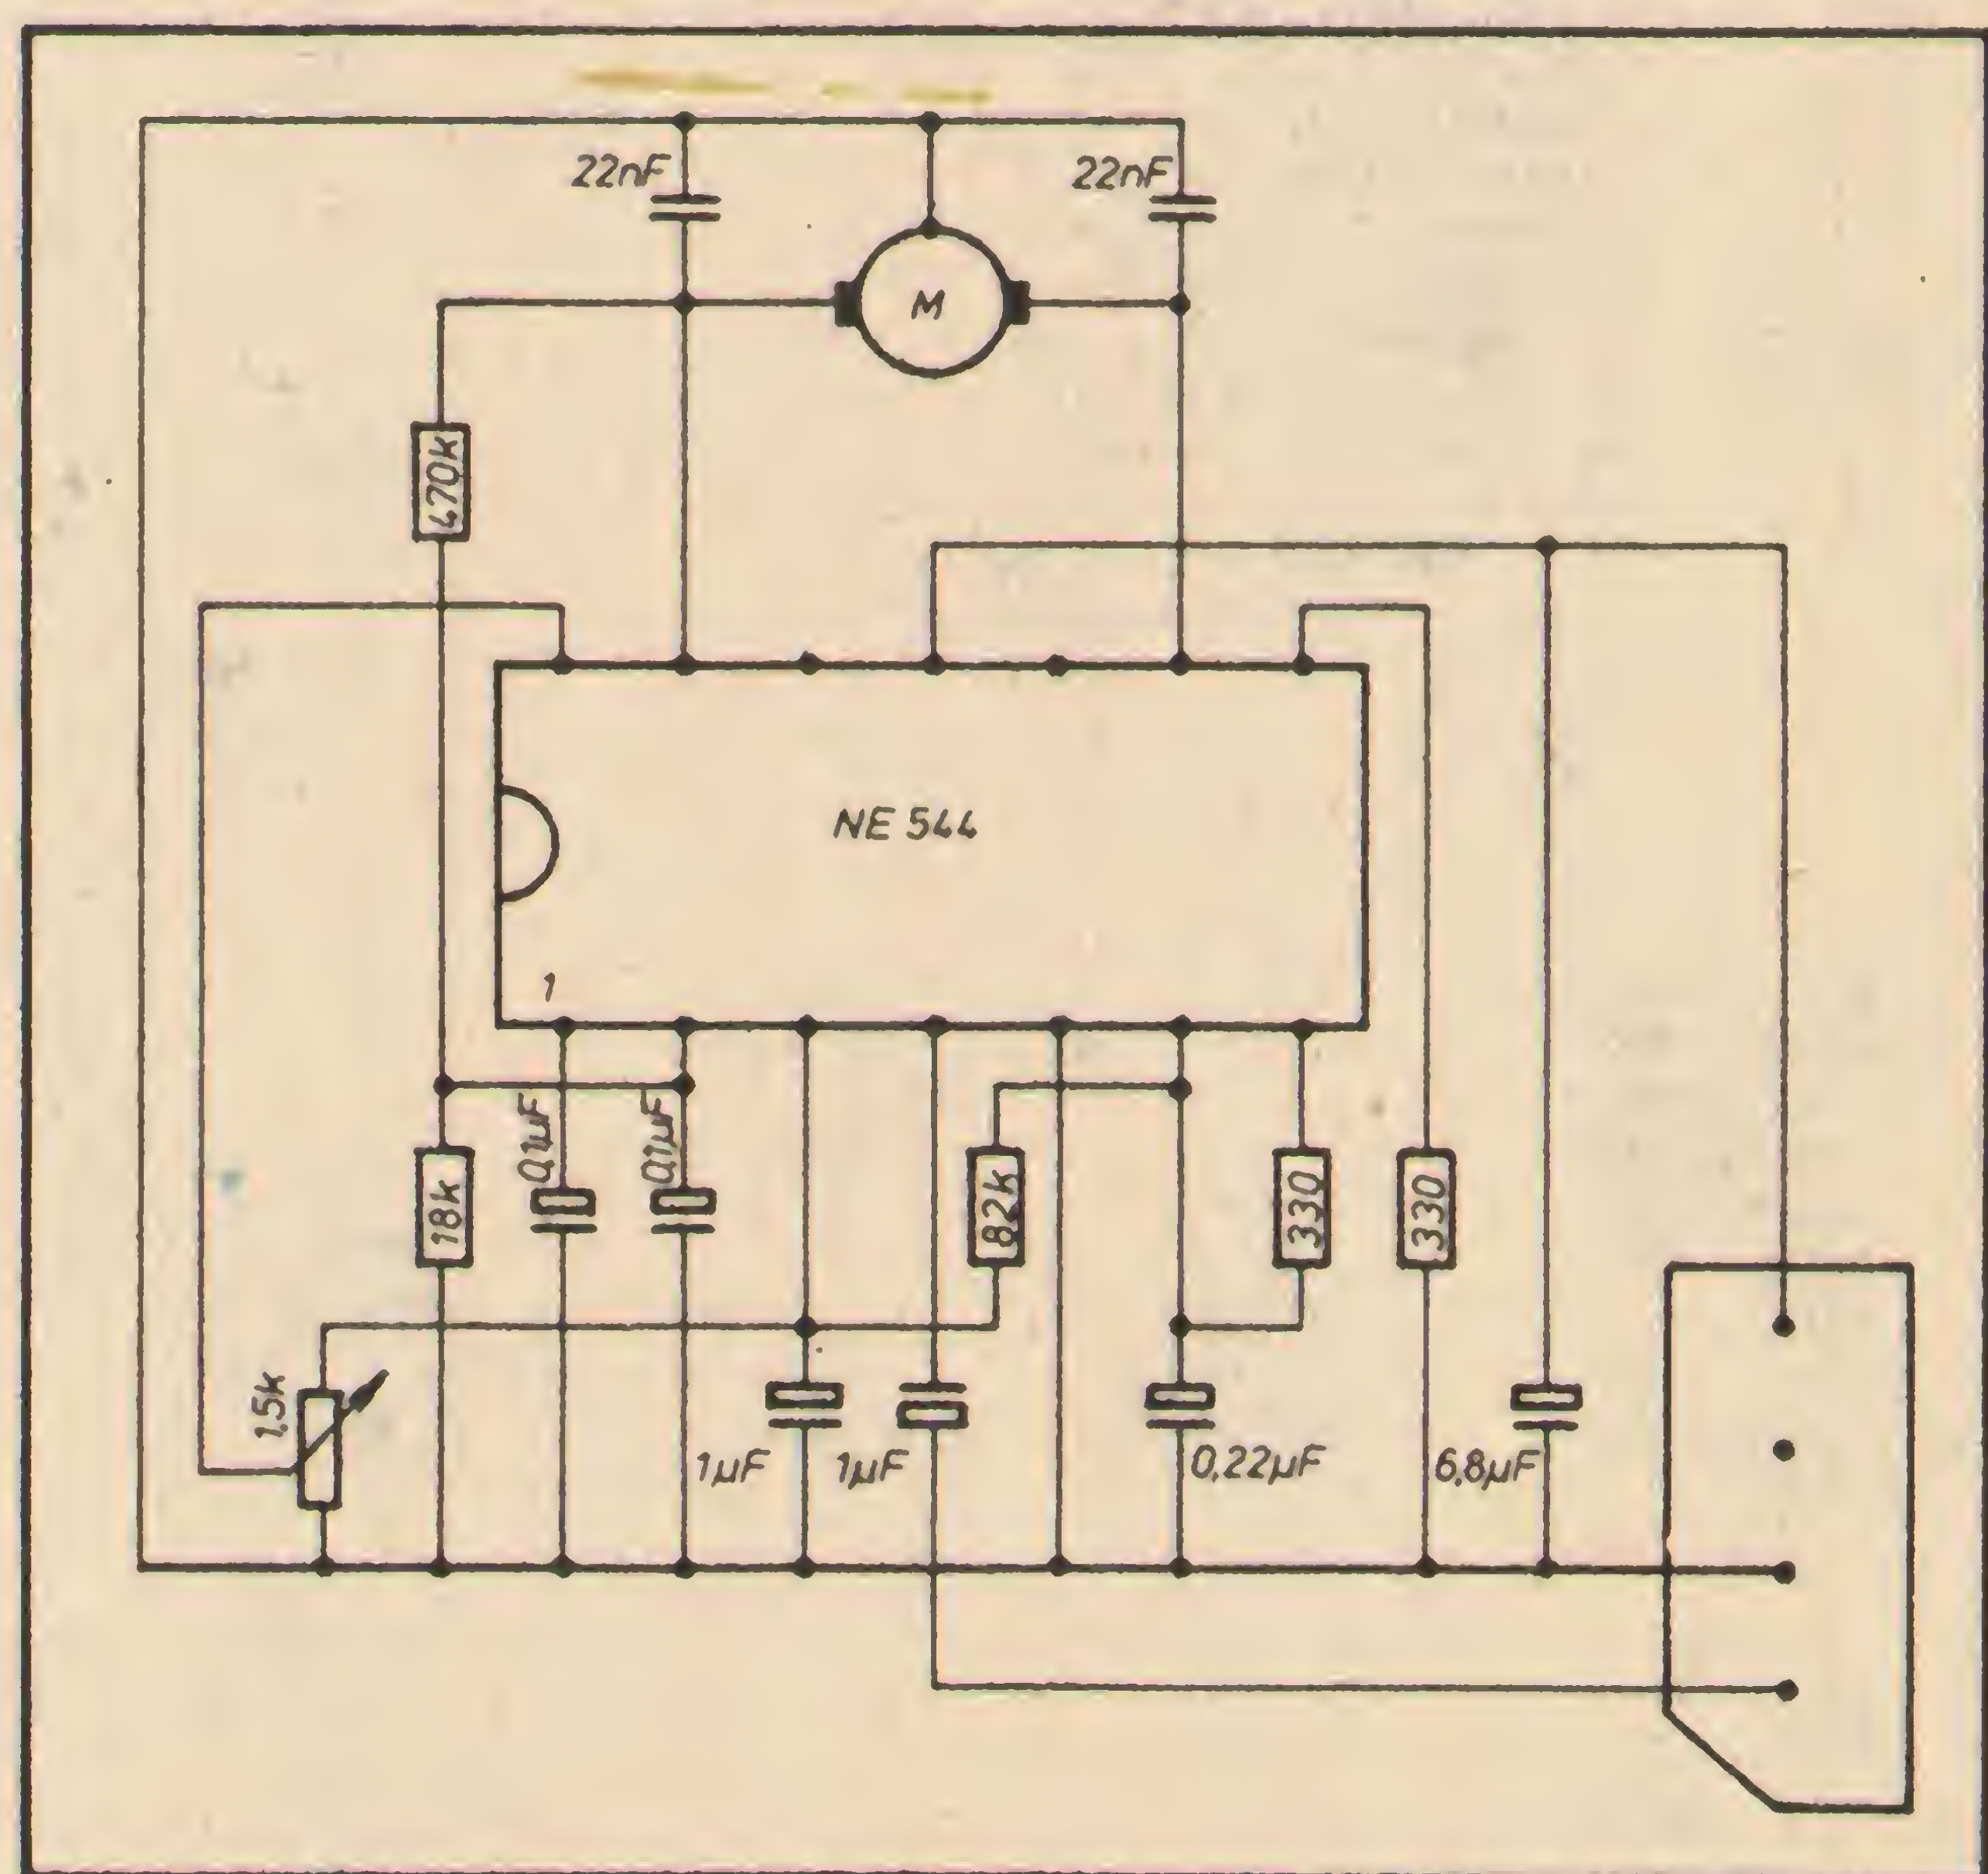 22nF
22nF
M
470k
NE 544
1
0,1µF
0,1µF
18k
82k
330
330
1,5k
1µF
1µF
0,22µF
6,8µF